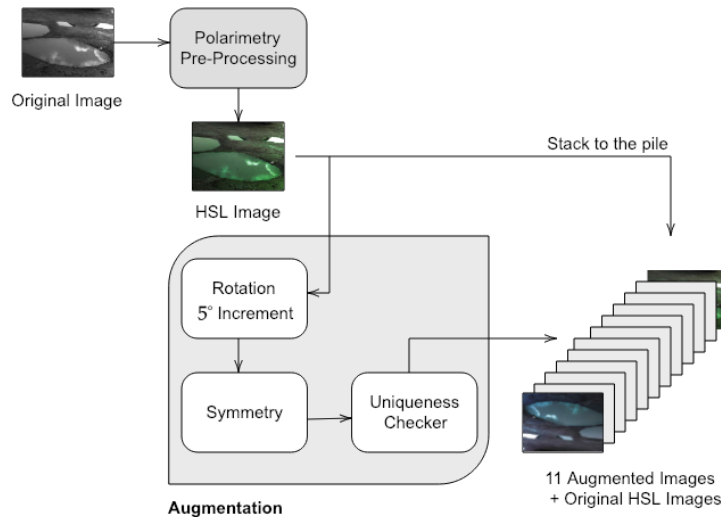 Polarimetry
Pre-Processing
Original Image
Stack to the pile
HSL Image
Rotation
5° Increment
Symmetry
Uniqueness
Checker
11 Augmented Images
+ Original HSL Images
Augmentation